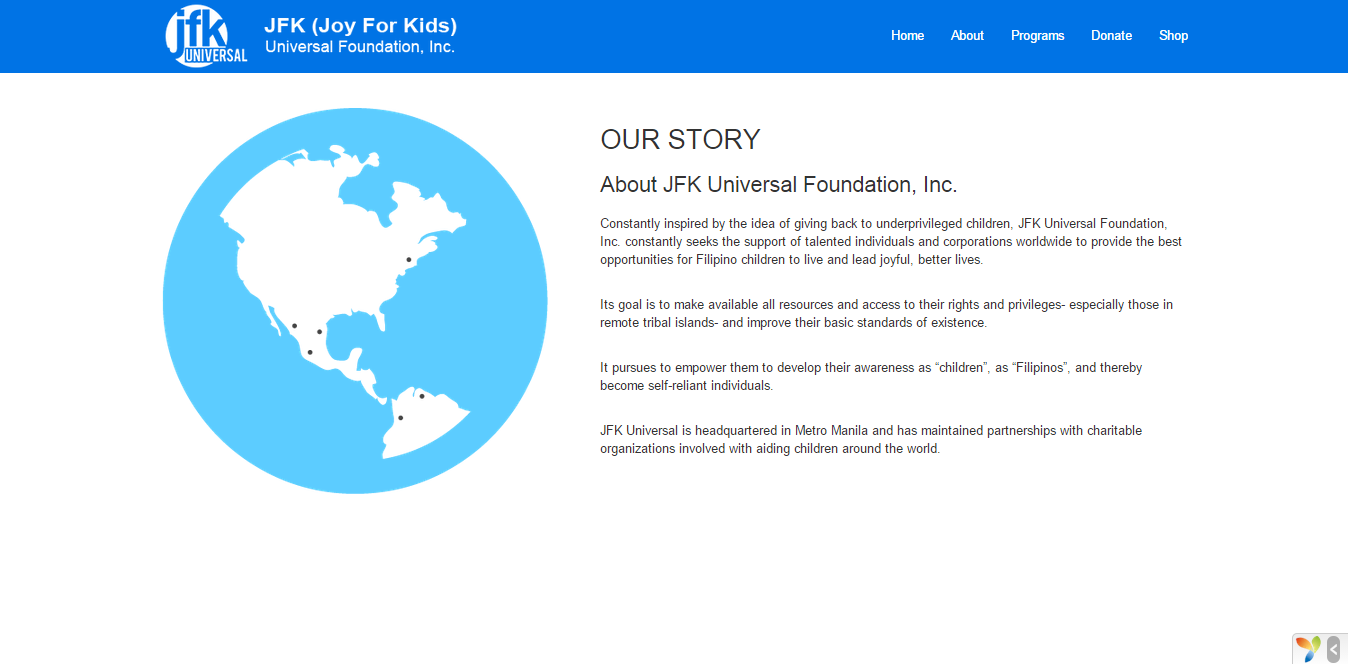 jfk
UNIVERSAL
JFK (Joy For Kids)
Universal Foundation, Inc.
Home About Programs Donate Shop
OUR STORY
About JFK Universal Foundation, Inc.
Constantly inspired by the idea of giving back to underprivileged children, JFK Universal Foundation,
Inc. constantly seeks the support of talented individuals and corporations worldwide to provide the best
opportunities for Filipino children to live and lead joyful, better lives.
Its goal is to make available all resources and access to their rights and privileges- especially those in
remote tribal islands- and improve their basic standards of existence.
It pursues to empower them to develop their awareness as “children”, as “Filipinos”, and thereby
become self-reliant individuals.
JFK Universal is headquartered in Metro Manila and has maintained partnerships with charitable
organizations involved with aiding children around the world.